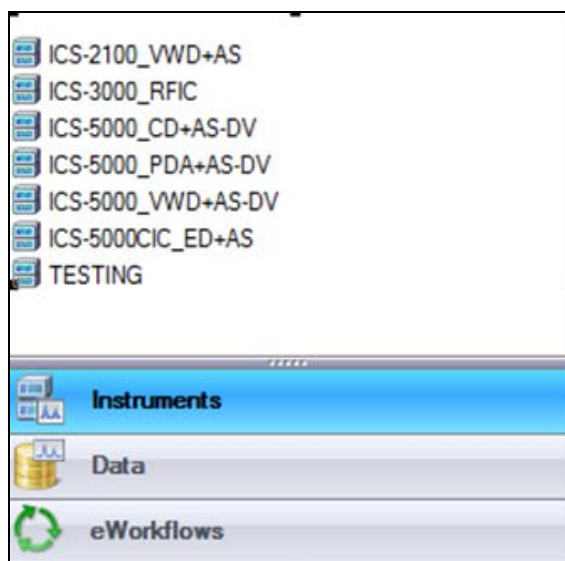 ICS-2100_VWD+AS
ICS-3000_RFIC
ICS-5000_CD+AS-DV
ICS-5000_PDA+AS-DV
ICS-5000_VWD+AS-DV
ICS-5000CIC_ED+AS
TESTING
Instruments
Data
eWorkflows